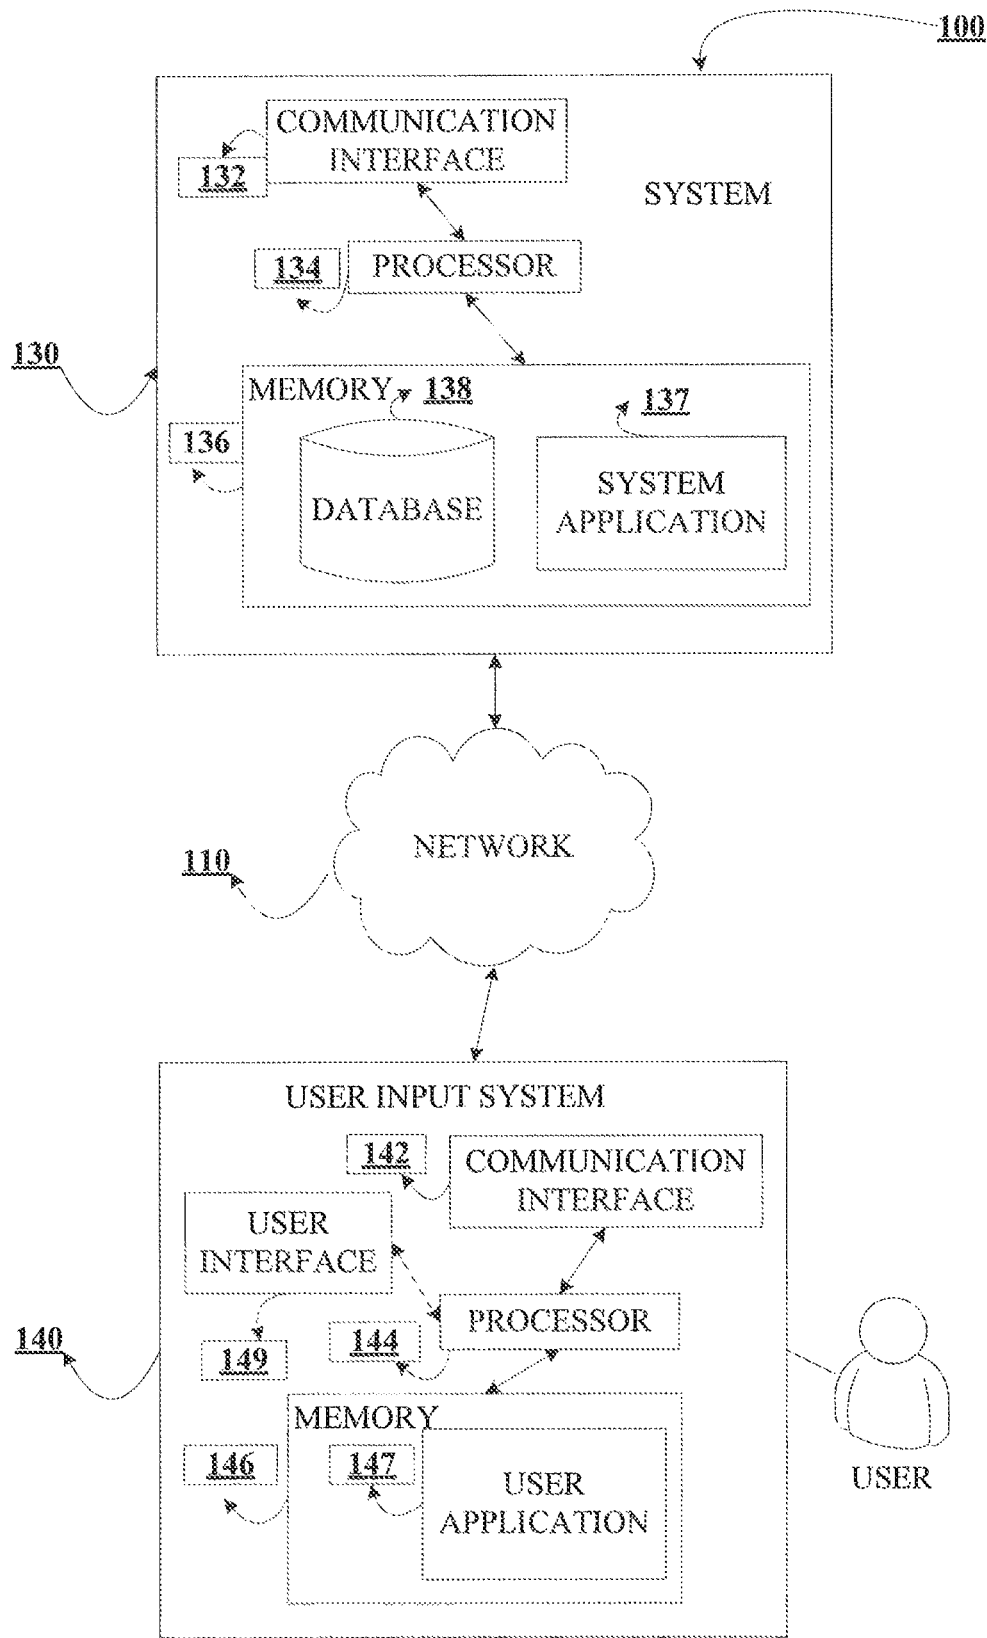 100
COMMUNICATION
INTERFACE
132
SYSTEM
134
PROCESSOR
130
MEMORY
138
137
136
DATABASE
SYSTEM
APPLICATION
NETWORK
110
USER INPUT SYSTEM
142
COMMUNICATION
INTERFACE
USER
INTERFACE
PROCESSOR
144
149
140
MEMORY
146
147
USER
APPLICATION
USER